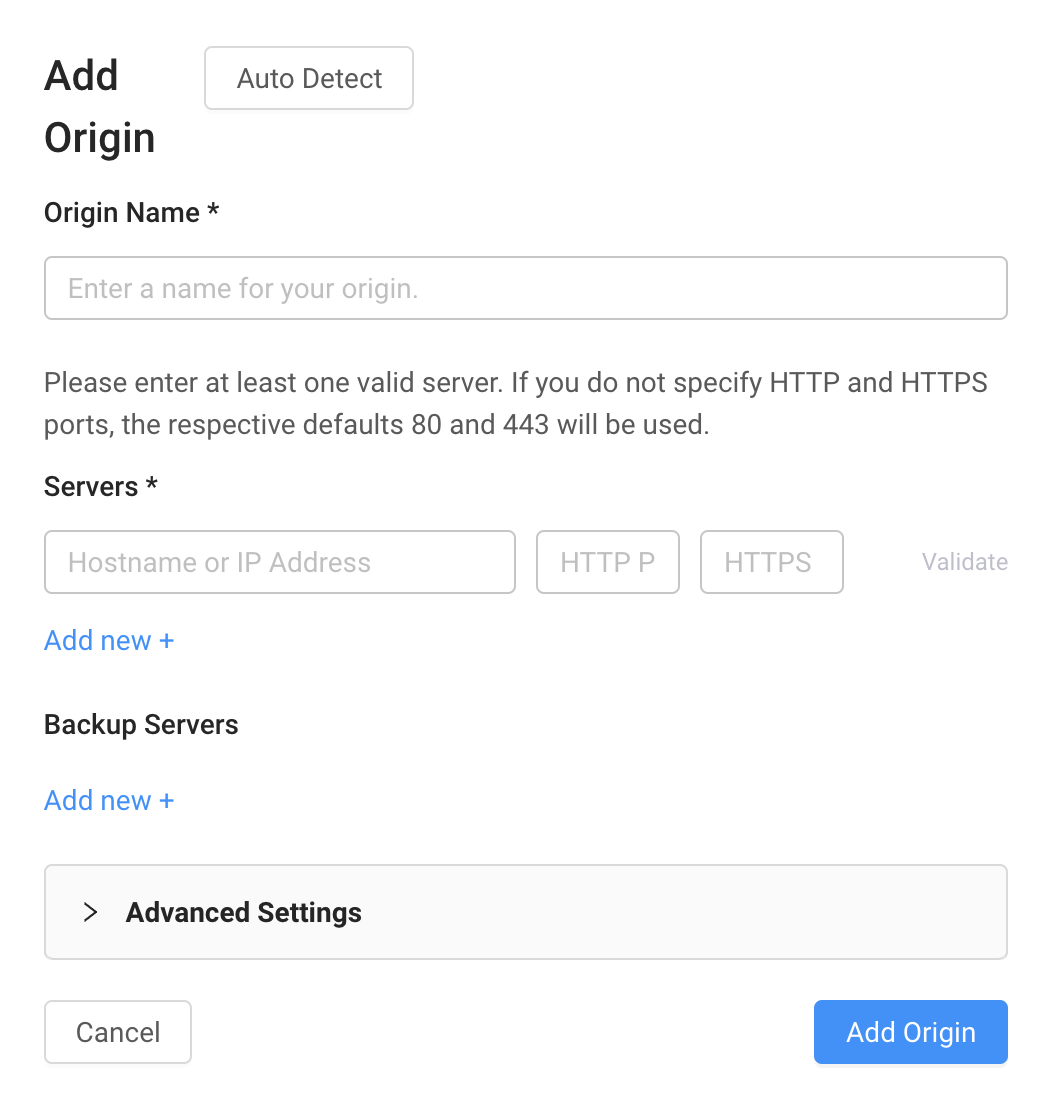 Add
Origin
Auto Detect
Origin Name *
Enter a name for your origin.
Please enter at least one valid server. If you do not specify HTTP and HTTPS
ports, the respective defaults 80 and 443 will be used.
Servers *
Hostname or IP Address
HTTP P
HTTPS
Validate
Add new +
Backup Servers
Add new +
Advanced Settings
Cancel
Add Origin